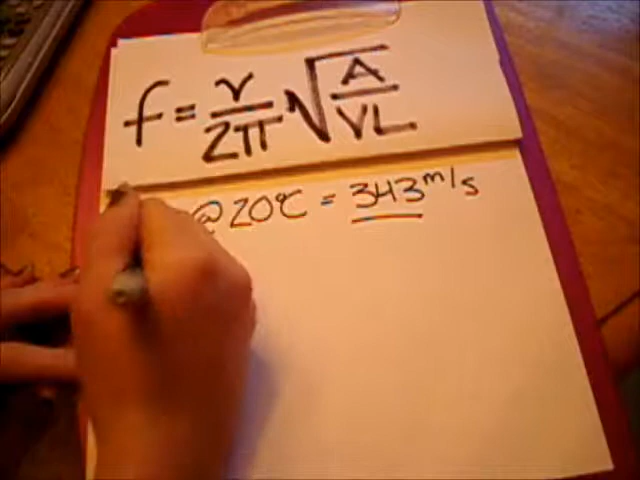 f = v/2π √A/VL
@ 20°C = 343 m/s